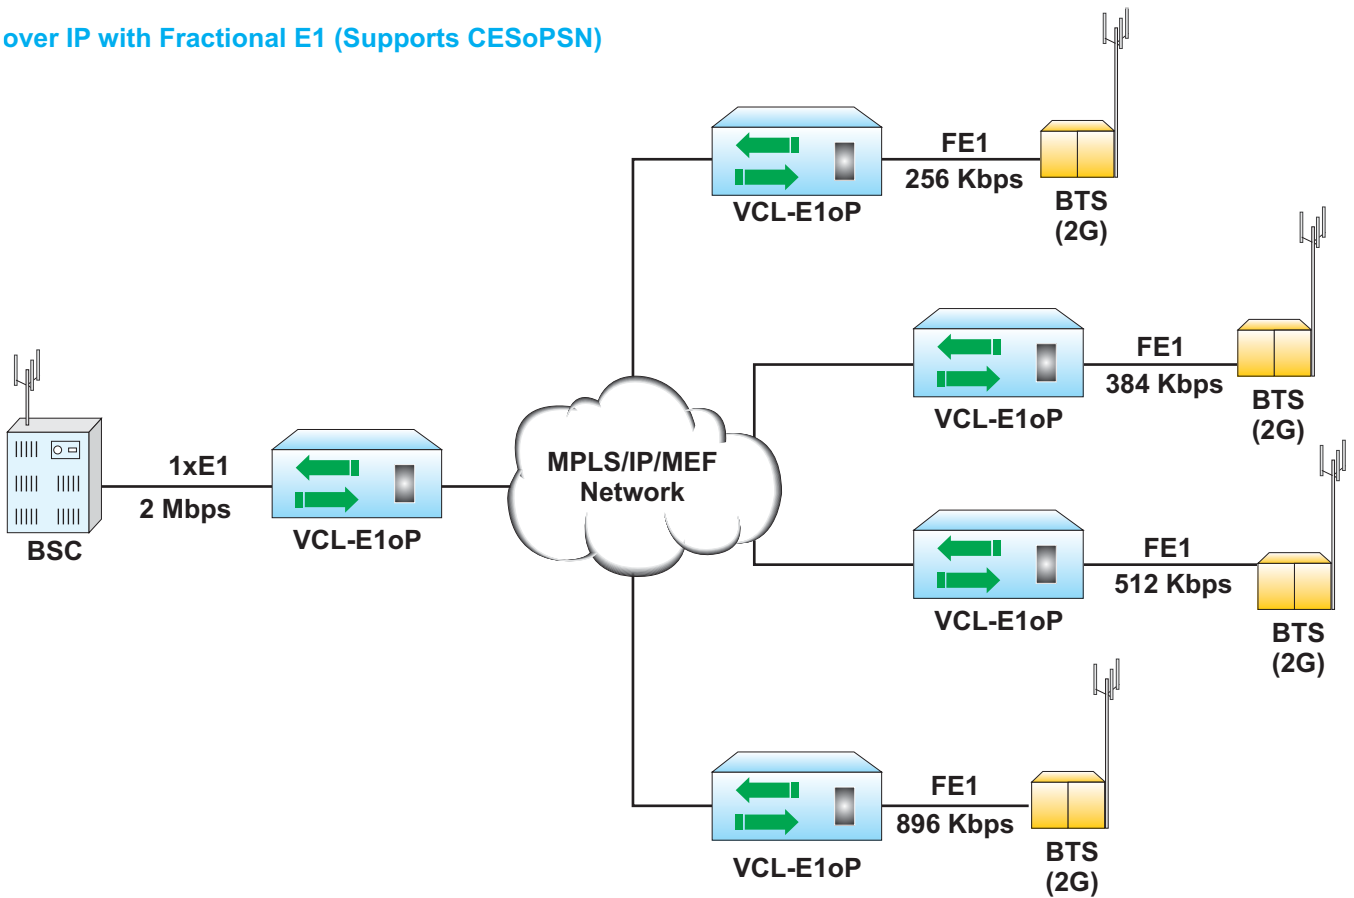 over IP with Fractional E1 (Supports CESoPSN)
FE1
256 Kbps
VCL-E1oP
BTS
(2G)
FE1
384 Kbps
VCL-E1oP
BTS
(2G)
1xE1
2 Mbps
BSC
VCL-E1oP
MPLS/IP/MEF
Network
FE1
512 Kbps
VCL-E1oP
BTS
(2G)
FE1
896 Kbps
VCL-E1oP
BTS
(2G)